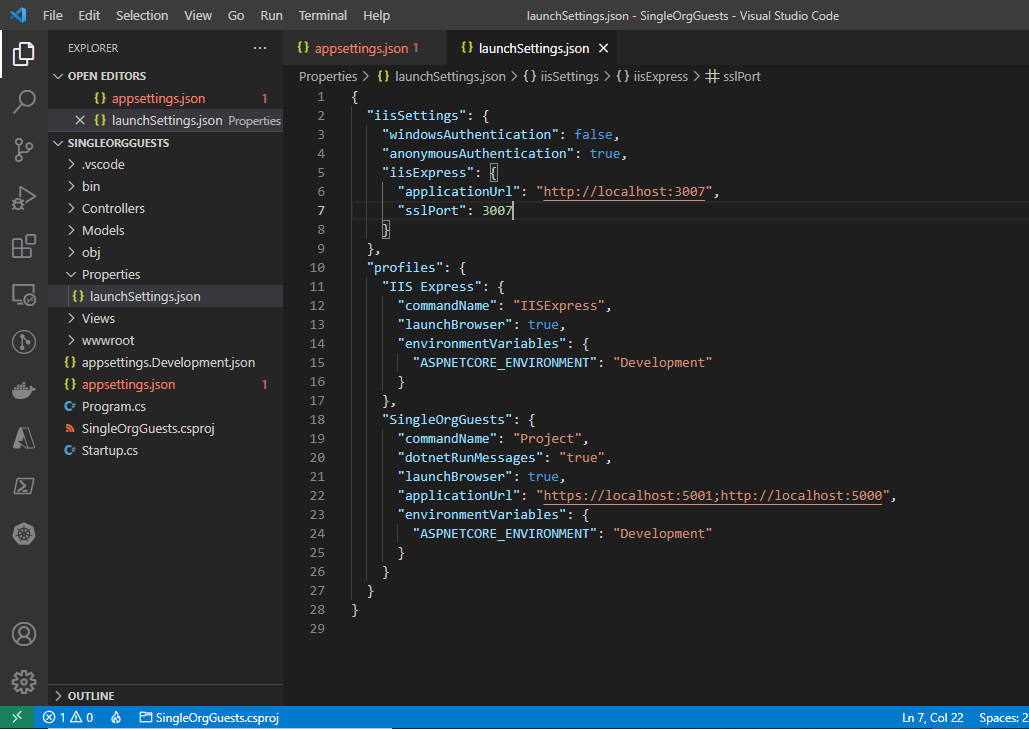 File Edit Selection View Go Run Terminal Help
launchSettings.json - SingleOrgGuests - Visual Studio Code
EXPLORER
OPEN EDITORS
appsettings.json 1
launchSettings.json Properties
SINGLEORGGUESTS
.vscode
bin
Controllers
Models
obj
Properties
launchSettings.json
Views
wwwroot
appsettings.Development.json
appsettings.json 1
Program.cs
SingleOrgGuests.csproj
Startup.cs
OUTLINE
appsettings.json 1
launchSettings.json
Properties > {} launchSettings.json > {} iisSettings > {} iisExpress > # sslPort
1 {
2 "iisSettings": {
3 "windowsAuthentication": false,
4 "anonymousAuthentication": true,
5 "iisExpress": {
6 "applicationUrl": "http://localhost:3007",
7 "sslPort": 3007
8 }
9 },
10 "profiles": {
11 "IIS Express": {
12 "commandName": "IISExpress",
13 "launchBrowser": true,
14 "environmentVariables": {
15 "ASPNETCORE_ENVIRONMENT": "Development"
16 }
17 },
18 "SingleOrgGuests": {
19 "commandName": "Project",
20 "dotnetRunMessages": "true",
21 "launchBrowser": true,
22 "applicationUrl": "https://localhost:5001;http://localhost:5000",
23 "environmentVariables": {
24 "ASPNETCORE_ENVIRONMENT": "Development"
25 }
26 }
27 }
28 }
29
1 0 SingleOrgGuests.csproj
Ln 7, Col 22 Spaces: 2